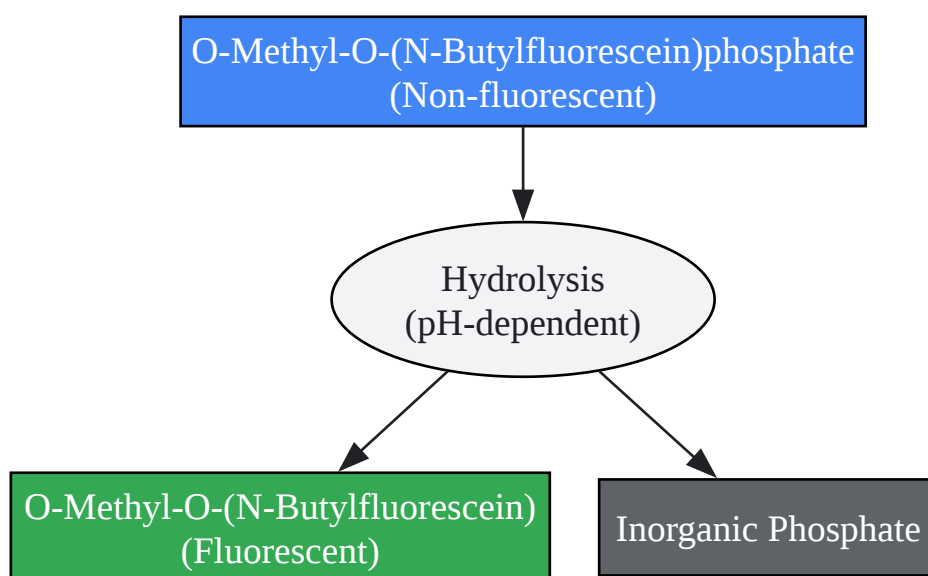 O-Methyl-O-(N-Butylfluorescein)phosphate
(Non-fluorescent)
Hydrolysis
(pH-dependent)
O-Methyl-O-(N-Butylfluorescein)
(Fluorescent)
Inorganic Phosphate